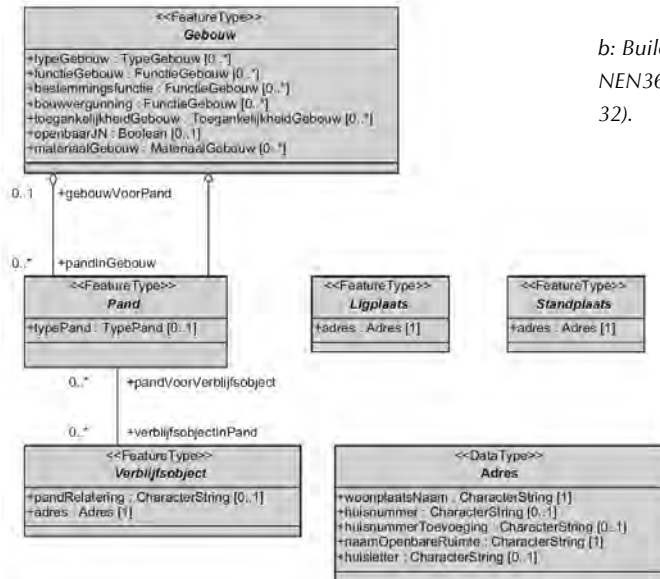 <<FeatureType>>
Gebouw
+typeGebouw : TypeGebouw [0..*]
+functieGebouw : FunctieGebouw [0..*]
+bestemmingsfunctie : FunctieGebouw [0..*]
+bouwvergunning : FunctieGebouw [0..*]
+toegankelijkheidGebouw : ToegankelijkheidGebouw [0..*]
+openbaarJN : Boolean [0..1]
+materiaalGebouw : MateriaalGebouw [0..*]
b: Buil
NEN36
32).
0..1 +gebouwVoorPand
0..* +pandInGebouw
<<FeatureType>>
Pand
+typePand : TypePand [0..1]
<<FeatureType>>
Ligplaats
+adres : Adres [1]
<<FeatureType>>
Standplaats
+adres : Adres [1]
0..* +pandVoorVerblijfsobject
0..* +verblijfsobjectInPand
<<FeatureType>>
Verblijfsobject
+pandRelatering : CharacterString [0..1]
+adres : Adres [1]
<<DataType>>
Adres
+woonplaatsNaam : CharacterString [1]
+huisnummer : CharacterString [0..1]
+huisnummerToevoeging : CharacterString [0..1]
+naamOpenbareRuimte : CharacterString [1]
+huisletter : CharacterString [0..1]